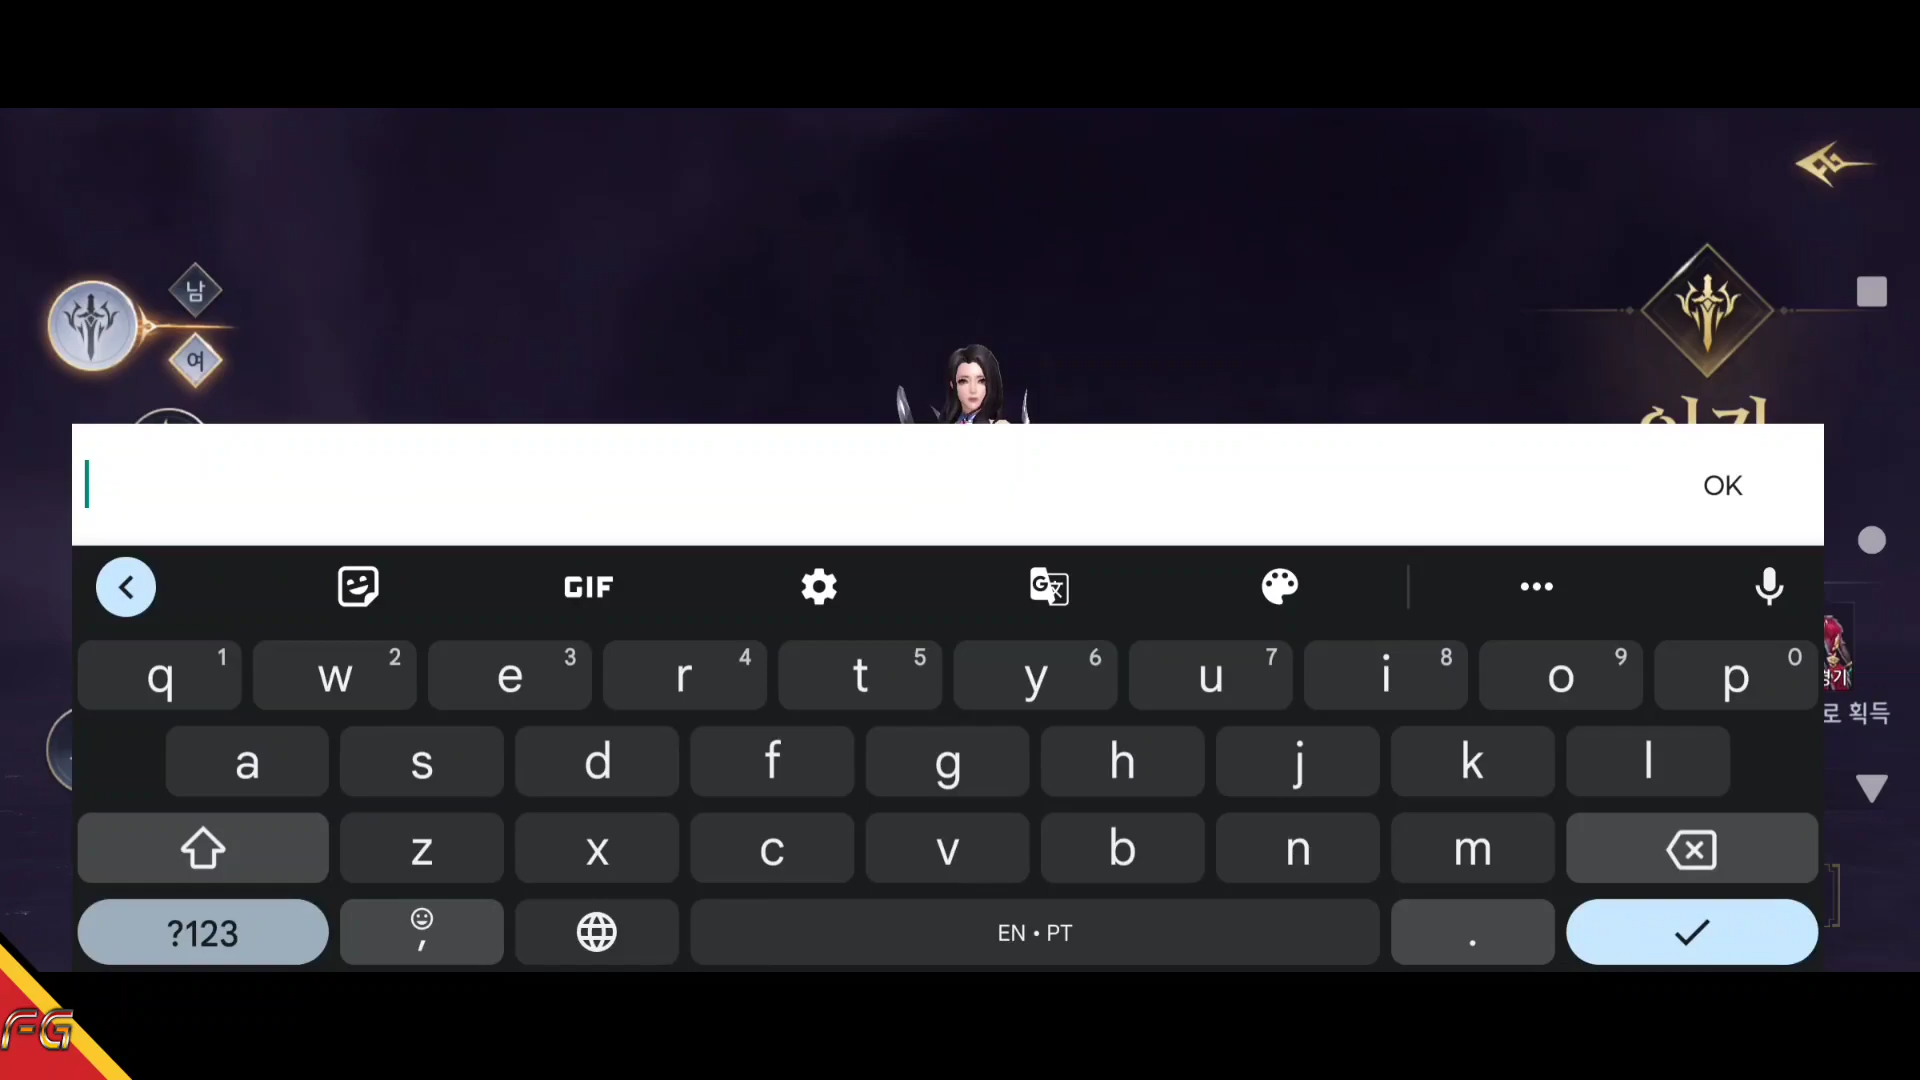 남
여
OK
GIF
q 1 w 2 e 3 r 4 t 5 y 6 u 7 i 8 o 9 p 0
a s d f g h j k l
로 획득
z x c v b n m
?123 , EN • PT .
FG